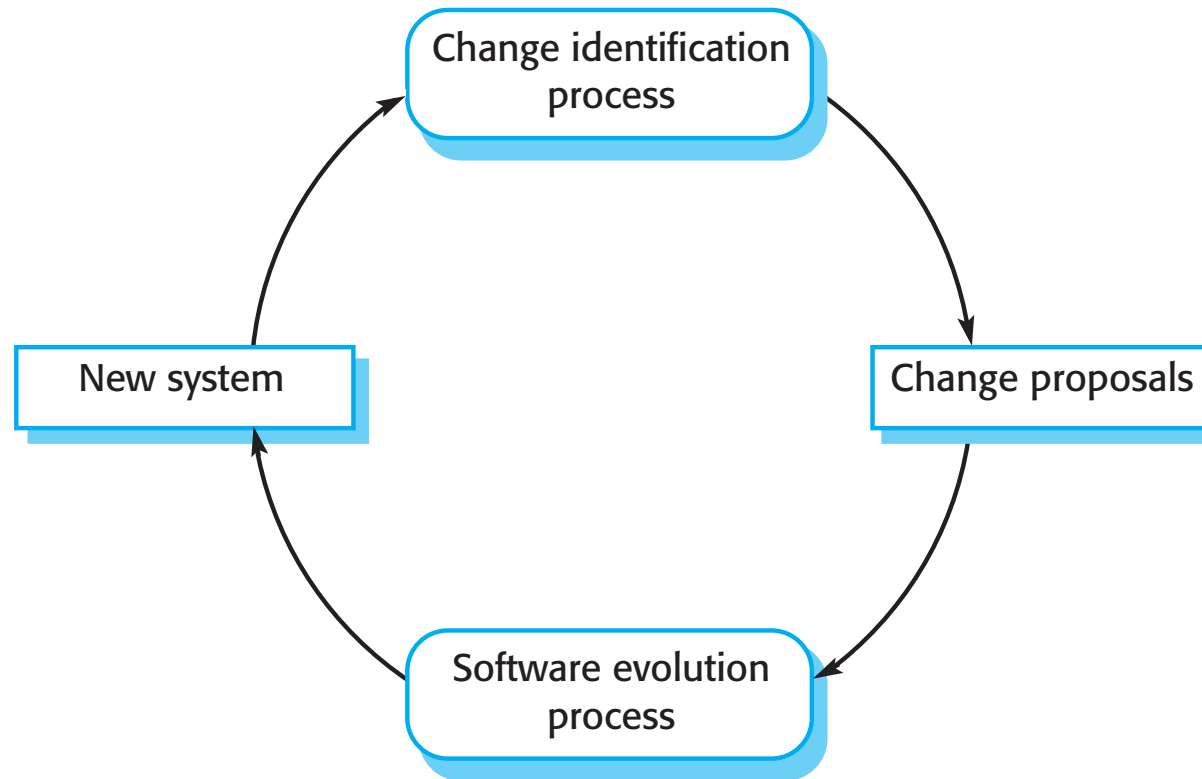 Change identification
process
New system
Change proposals
Software evolution
process